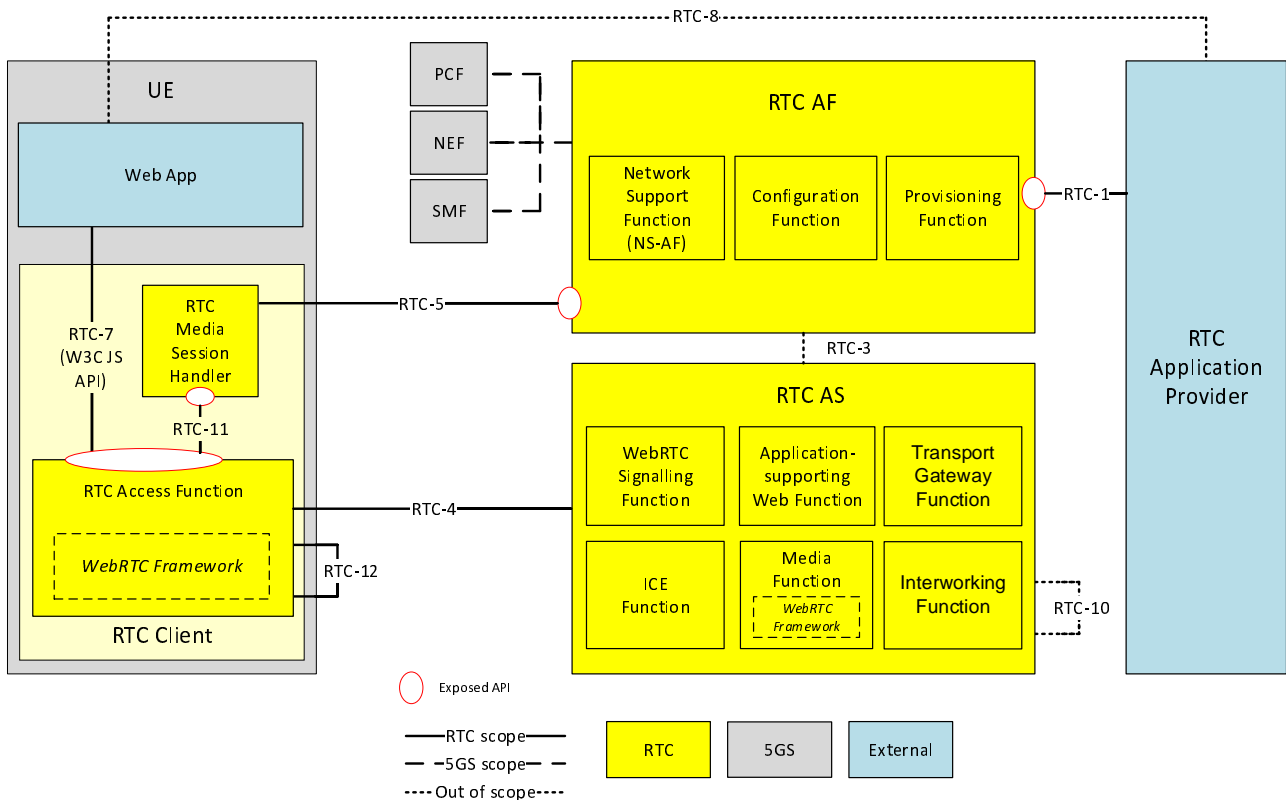 RTC-8
UE
Web App
RTC-7
(W3C JS
API)
RTC
Media
Session
Handler
RTC-11
RTC Access Function
WebRTC Framework
RTC-12
RTC Client
PCF
NEF
SMF
RTC-5
RTC-4
RTC AF
Network
Support
Function
(NS-AF)
Configuration
Function
Provisioning
Function
RTC-1
RTC-3
RTC AS
WebRTC
Signalling
Function
Application-
supporting
Web Function
Transport
Gateway
Function
ICE
Function
Media
Function
WebRTC
Framework
Interworking
Function
RTC-10
RTC
Application
Provider
Exposed API
RTC scope
5GS scope
Out of scope
RTC
5GS
External